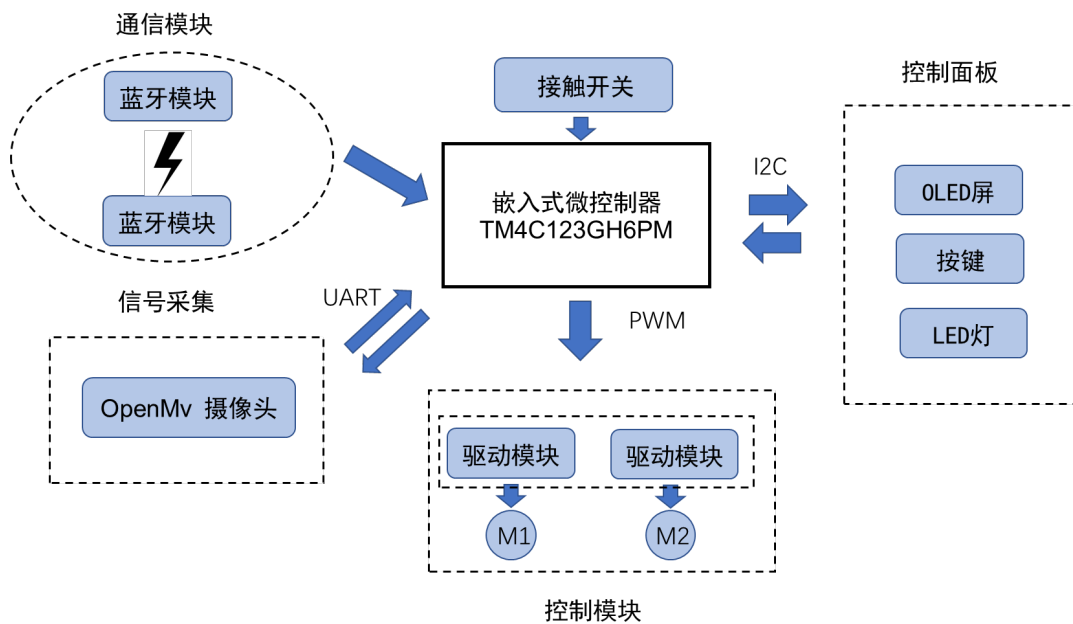 通信模块
蓝牙模块
蓝牙模块
接触开关
嵌入式微控制器
TM4C123GH6PM
I2C
控制面板
OLED屏
按键
LED灯
信号采集
UART
OpenMv 摄像头
PWM
驱动模块
驱动模块
M1
M2
控制模块